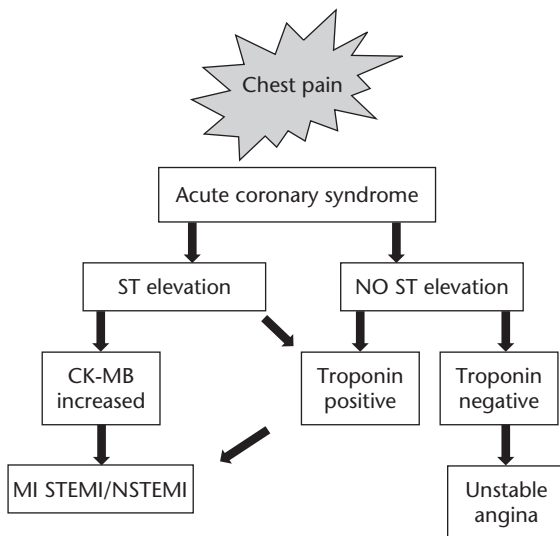 Chest pain
Acute coronary syndrome
ST elevation
NO ST elevation
CK-MB
increased
Troponin
positive
Troponin
negative
MI STEMI/NSTEMI
Unstable
angina